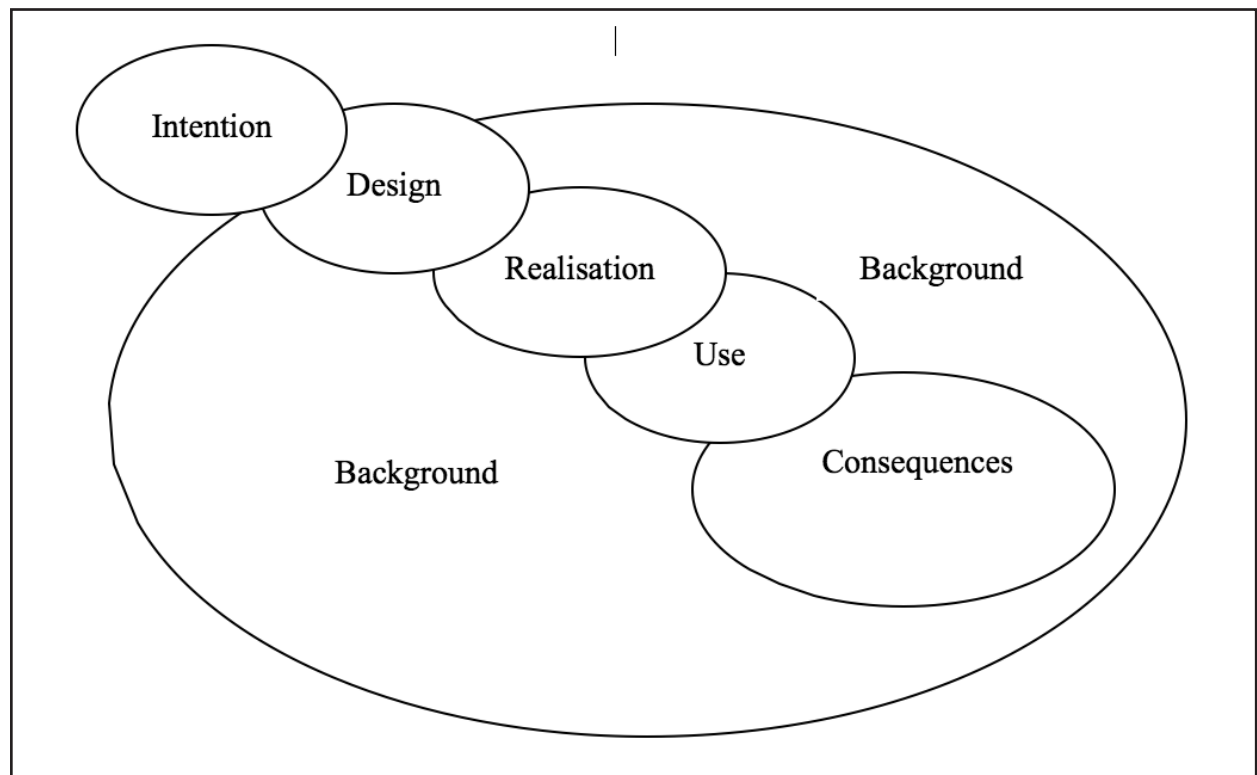 Intention
Design
Realisation
Background
Use
Consequences
Background